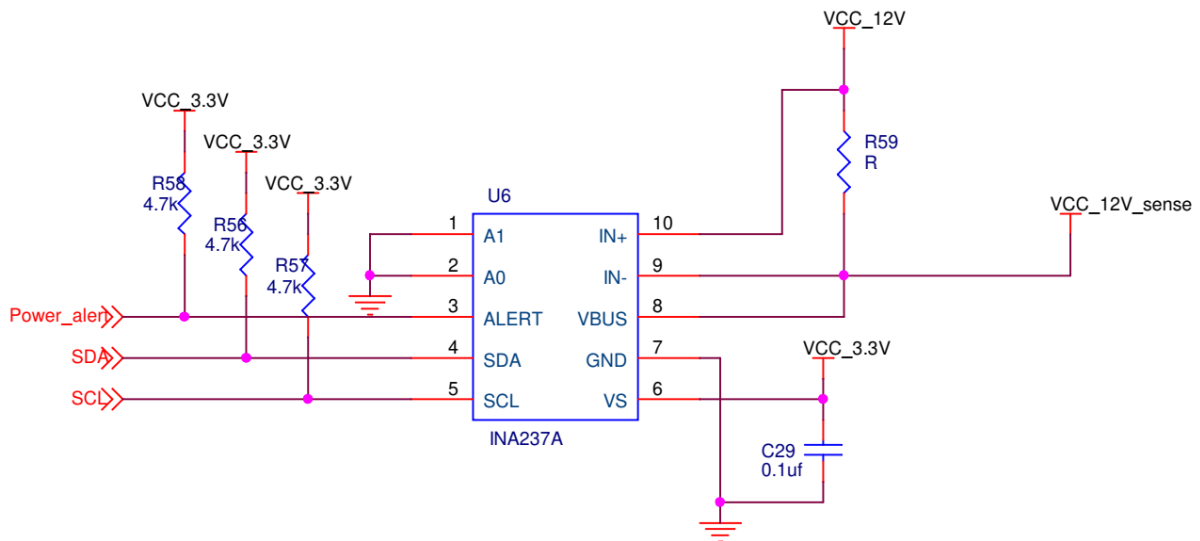 VCC_12V
VCC_3.3V
VCC_3.3V
VCC_3.3V
R58
4.7k
R56
4.7k
R57
4.7k
R59
R
VCC_12V_sense
U6
1
A1
IN+
10
2
A0
IN-
9
3
ALERT
VBUS
8
4
SDA
GND
7
5
SCL
VS
6
INA237A
Power_alert
SDA
SCL
VCC_3.3V
C29
0.1uf